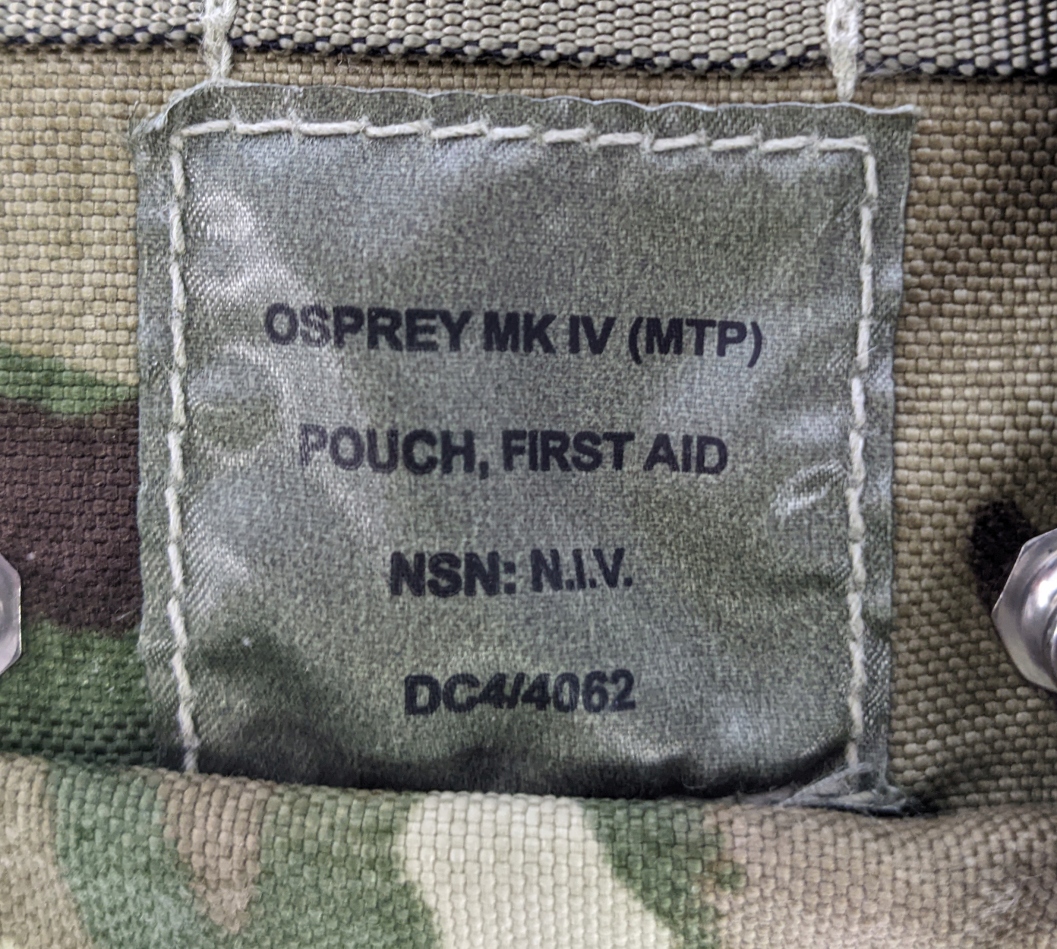 OSPREY MK IV (MTP)
POUCH, FIRST AID
NSN: N.I.V.
DC4/4062